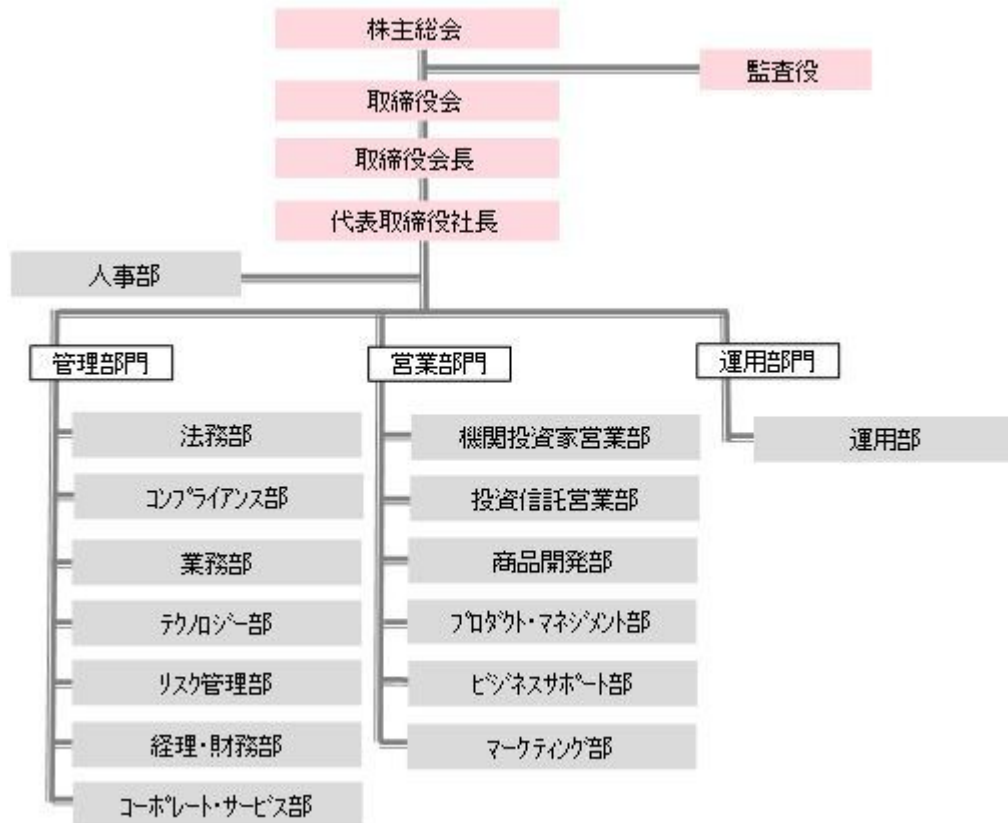 株主総会
監査役
取締役会
取締役会長
代表取締役社長
人事部
管理部門
営業部門
運用部門
法務部
コンプライアンス部
業務部
テクノロジー部
リスク管理部
経理・財務部
コーポレート・サービス部
機関投資家営業部
投資信託営業部
商品開発部
プロダクト・マネジメント部
ビジネスサポート部
マーケティング部
運用部